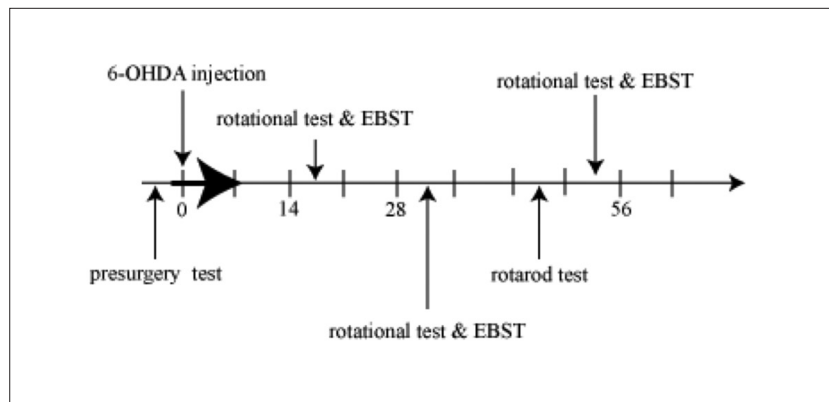 6-OHDA injection
rotational test & EBST
rotational test & EBST
0
14
28
56
presurgery test
rotarod test
rotational test & EBST